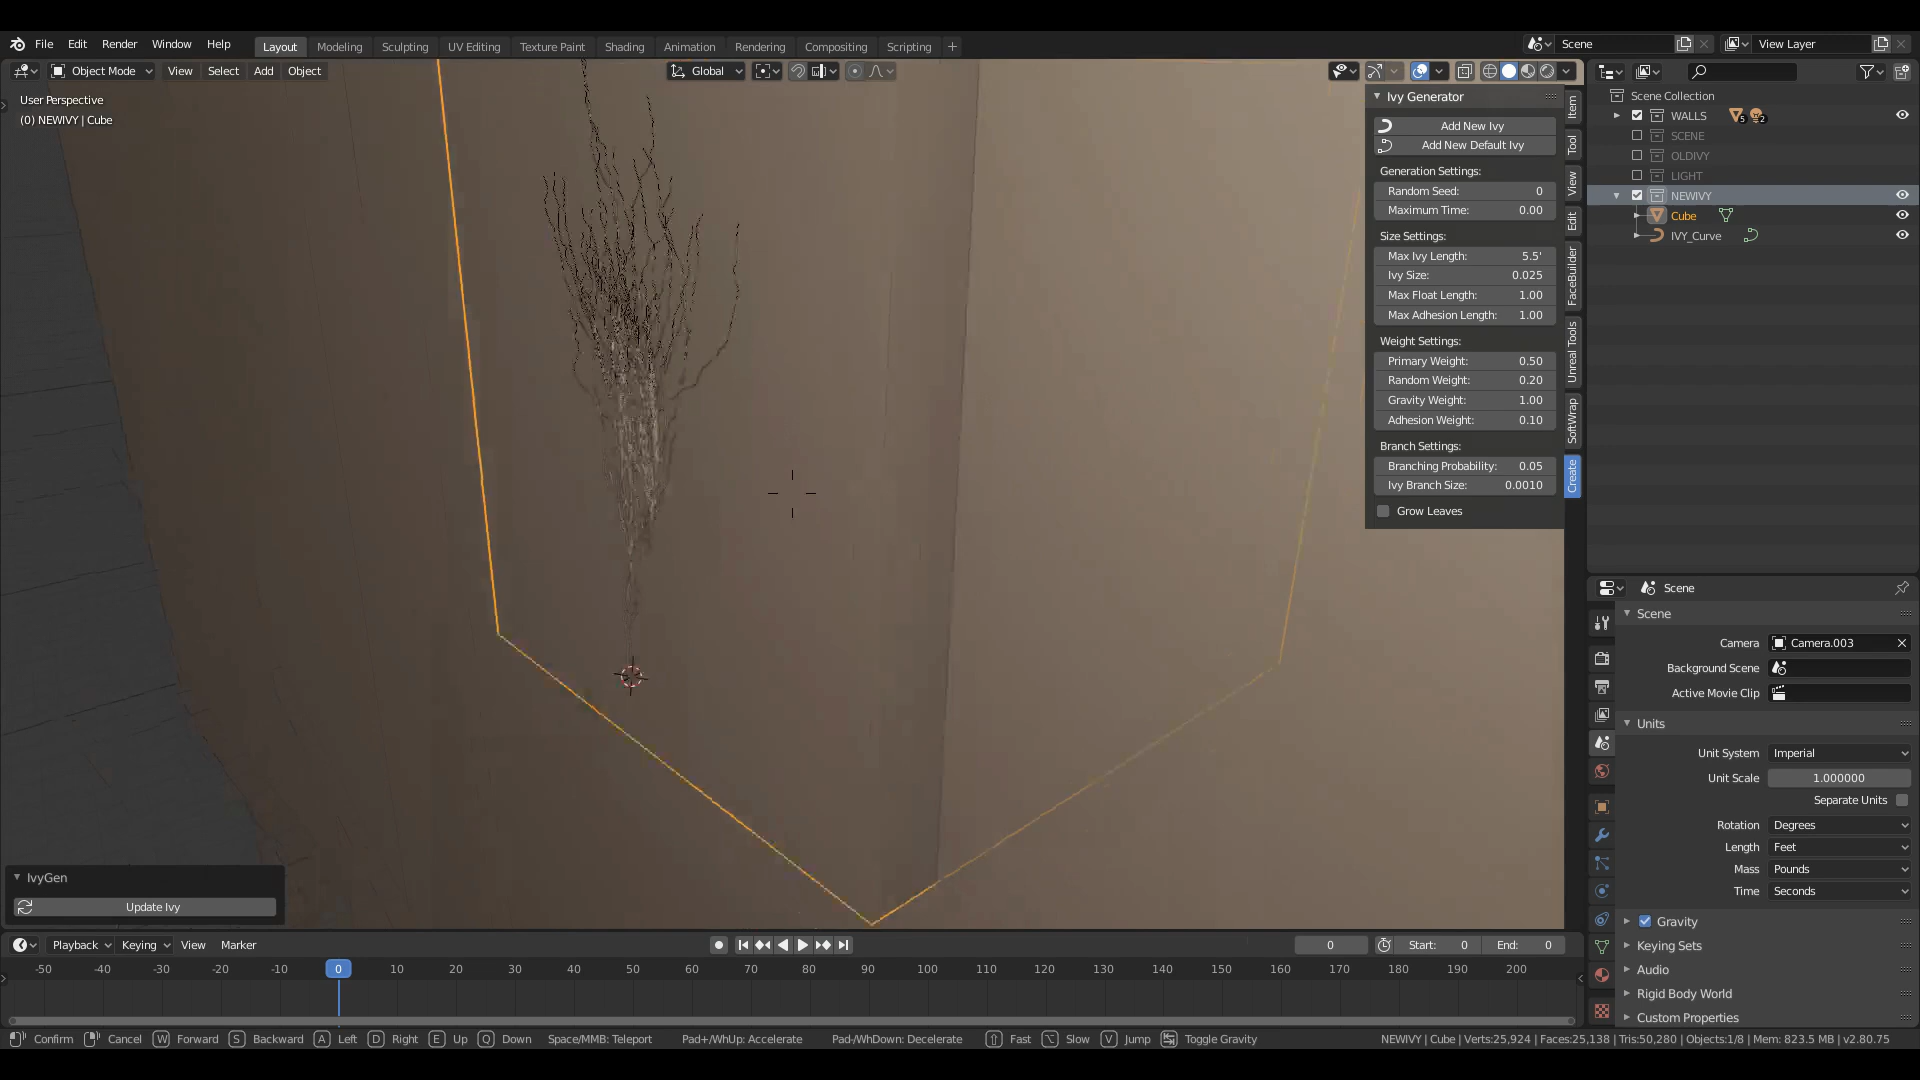 File Edit Render Window Help Layout Modeling Sculpting UV Editing Texture Paint Shading Animation Rendering Compositing Scripting + Scene View Layer
Object Mode View Select Add Object Global
User Perspective
(0) NEWIVY | Cube
Ivy Generator
Add New Ivy
Add New Default Ivy
Generation Settings:
Random Seed: 0
Maximum Time: 0.00
Size Settings:
Max Ivy Length: 5.5'
Ivy Size: 0.025
Max Float Length: 1.00
Max Adhesion Length: 1.00
Weight Settings:
Primary Weight: 0.50
Random Weight: 0.20
Gravity Weight: 1.00
Adhesion Weight: 0.10
Branch Settings:
Branching Probability: 0.05
Ivy Branch Size: 0.0010
Grow Leaves
Item
Tool
View
Edit
FaceBuilder
Unreal Tools
SoftWrap
Create
Scene Collection
WALLS 5 2
SCENE
OLDIVY
LIGHT
NEWIVY
Cube
IVY_Curve
Scene
Scene
Camera Camera.003
Background Scene
Active Movie Clip
Units
Unit System Imperial
Unit Scale 1.000000
Separate Units
Rotation Degrees
Length Feet
Mass Pounds
Time Seconds
Gravity
Keying Sets
Audio
Rigid Body World
Custom Properties
IvyGen
Update Ivy
Playback Keying View Marker 0 Start: 0 End: 0
-50 -40 -30 -20 -10 0 10 20 30 40 50 60 70 80 90 100 110 120 130 140 150 160 170 180 190 200
Confirm Cancel W Forward S Backward A Left D Right E Up Q Down Space/MMB: Teleport Pad+/WhUp: Accelerate Pad-/WhDown: Decelerate Fast Slow V Jump Toggle Gravity NEWIVY | Cube | Verts:25,924 | Faces:25,138 | Tris:50,280 | Objects:1/8 | Mem: 823.5 MB | v2.80.75